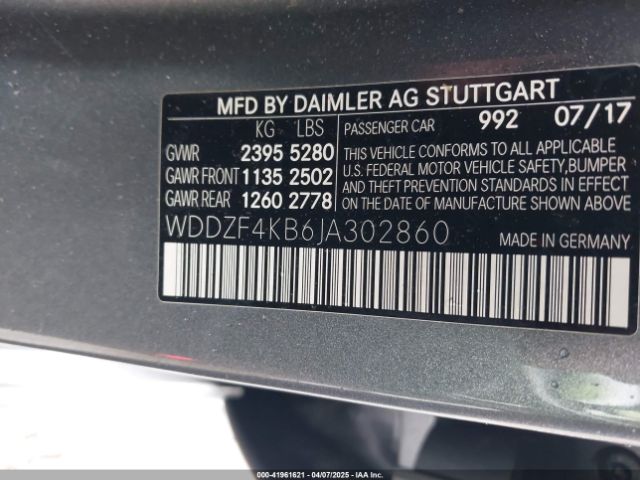 MFD BY DAIMLER AG STUTTGART
KG LBS
GVWR 2395 5280
GAWR FRONT 1135 2502
GAWR REAR 1260 2778
PASSENGER CAR 992 07/17
THIS VEHICLE CONFORMS TO ALL APPLICABLE
U.S. FEDERAL MOTOR VEHICLE SAFETY,BUMPER
AND THEFT PREVENTION STANDARDS IN EFFECT
ON THE DATE OF MANUFACTURE SHOWN ABOVE
WDDZF4KB6JA302860 MADE IN GERMANY
000-41961621 - 04/07/2025 - IAA Inc.